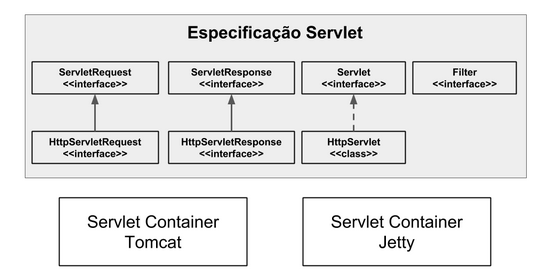 Especificação Servlet
ServletRequest
<<interface>>
ServletResponse
<<interface>>
Servlet
<<interface>>
Filter
<<interface>>
HttpServletRequest
<<interface>>
HttpServletResponse
<<interface>>
HttpServlet
<<class>>
Servlet Container
Tomcat
Servlet Container
Jetty